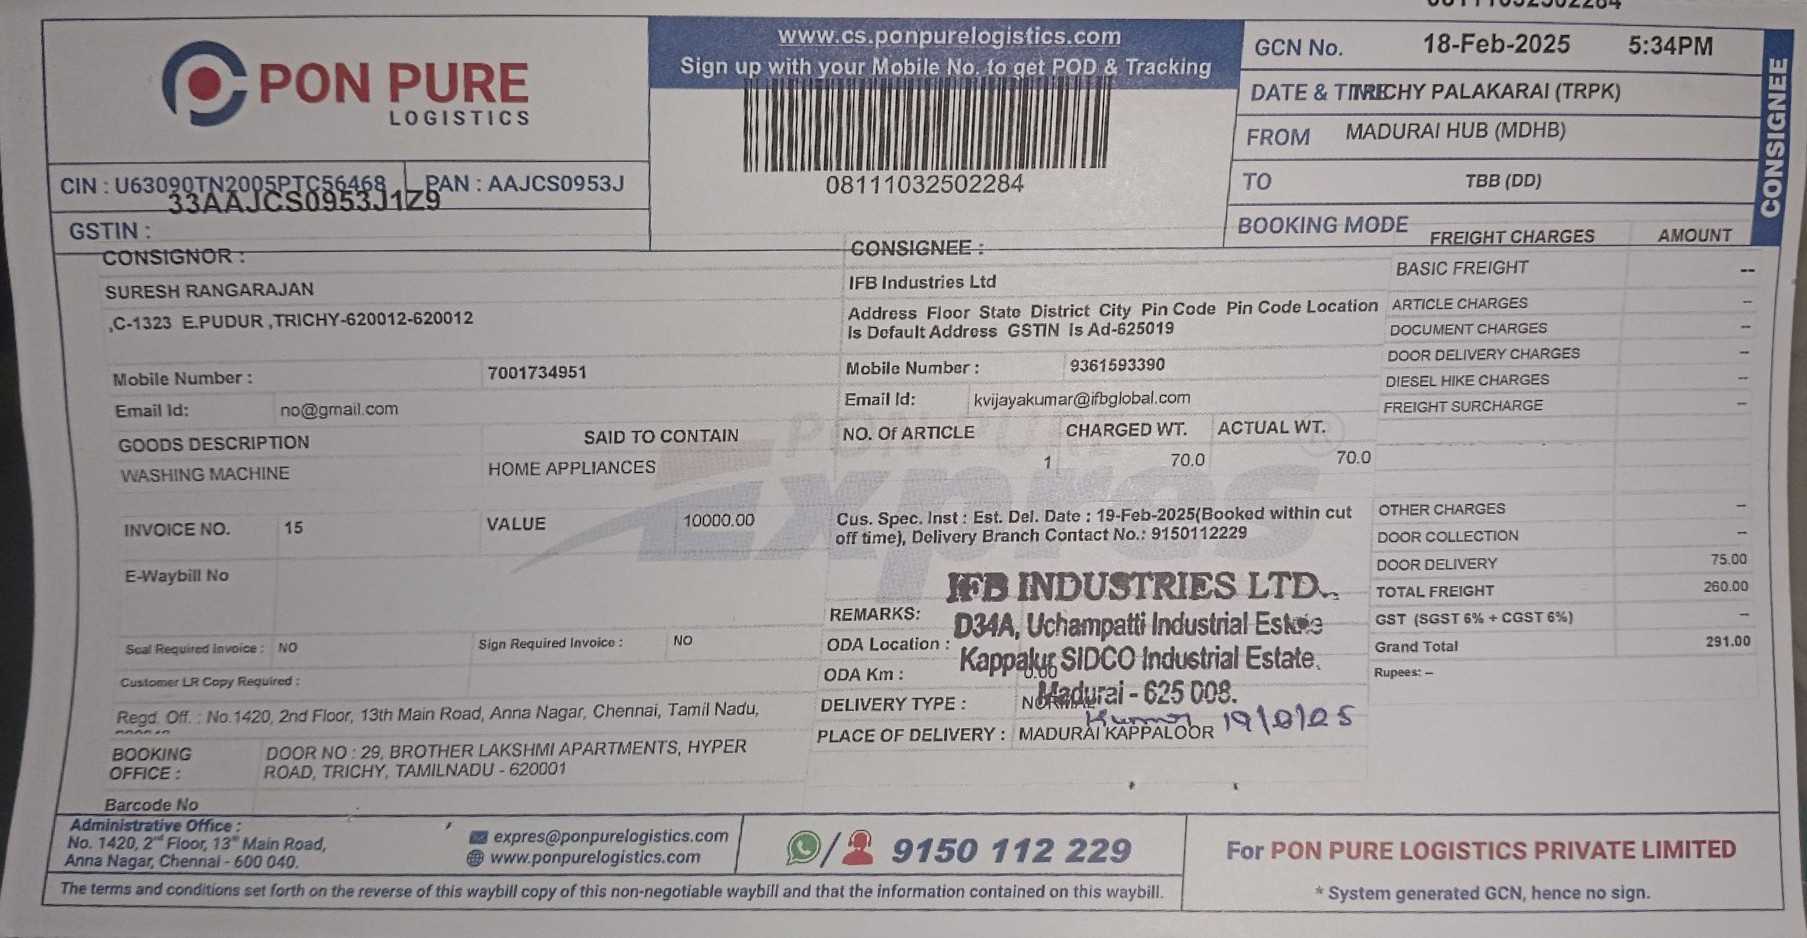 PON PURE
LOGISTICS
www.cs.ponpurelogistics.com
Sign up with your Mobile No. to get POD & Tracking
08111032502284
GCN No. 18-Feb-2025 5:34PM
DATE & TIME TRICHY PALAKARAI (TRPK)
FROM MADURAI HUB (MDHB)
TO TBB (DD)
BOOKING MODE
CONSIGNEE
CIN : U63090TN2005PTC56468 PAN : AAJCS0953J
33AAJCS0953J1Z9
GSTIN :
CONSIGNOR :
SURESH RANGARAJAN
,C-1323 E.PUDUR ,TRICHY-620012-620012
Mobile Number : 7001734951
Email Id: no@gmail.com
CONSIGNEE :
IFB Industries Ltd
Address Floor State District City Pin Code Pin Code Location
Is Default Address GSTIN Is Ad-625019
Mobile Number : 9361593390
Email Id: kvijayakumar@ifbglobal.com
FREIGHT CHARGES AMOUNT
BASIC FREIGHT --
ARTICLE CHARGES --
DOCUMENT CHARGES --
DOOR DELIVERY CHARGES --
DIESEL HIKE CHARGES --
FREIGHT SURCHARGE --
GOODS DESCRIPTION SAID TO CONTAIN NO. Of ARTICLE CHARGED WT. ACTUAL WT.
WASHING MACHINE HOME APPLIANCES 1 70.0 70.0
PON PURE
Expres
INVOICE NO. 15 VALUE 10000.00
Cus. Spec. Inst : Est. Del. Date : 19-Feb-2025(Booked within cut
off time), Delivery Branch Contact No.: 9150112229
E-Waybill No
OTHER CHARGES --
DOOR COLLECTION --
DOOR DELIVERY 75.00
TOTAL FREIGHT 260.00
GST (SGST 6% + CGST 6%) --
Grand Total 291.00
Rupees: --
IFB INDUSTRIES LTD.
D34A, Uchampatti Industrial Estate
Kappalur SIDCO Industrial Estate.
Madurai - 625 008.
REMARKS:
ODA Location :
ODA Km : 0.00
DELIVERY TYPE : NORMAL
PLACE OF DELIVERY : MADURAI KAPPALOOR
Seal Required Invoice : NO Sign Required Invoice : NO
Customer LR Copy Required :
Regd. Off. : No.1420, 2nd Floor, 13th Main Road, Anna Nagar, Chennai, Tamil Nadu,
BOOKING OFFICE : DOOR NO : 29, BROTHER LAKSHMI APARTMENTS, HYPER
ROAD, TRICHY, TAMILNADU - 620001
Barcode No
Administrative Office :
No. 1420, 2nd Floor, 13th Main Road,
Anna Nagar, Chennai - 600 040.
expres@ponpurelogistics.com
www.ponpurelogistics.com
9150 112 229
For PON PURE LOGISTICS PRIVATE LIMITED
* System generated GCN, hence no sign.
The terms and conditions set forth on the reverse of this waybill copy of this non-negotiable waybill and that the information contained on this waybill.